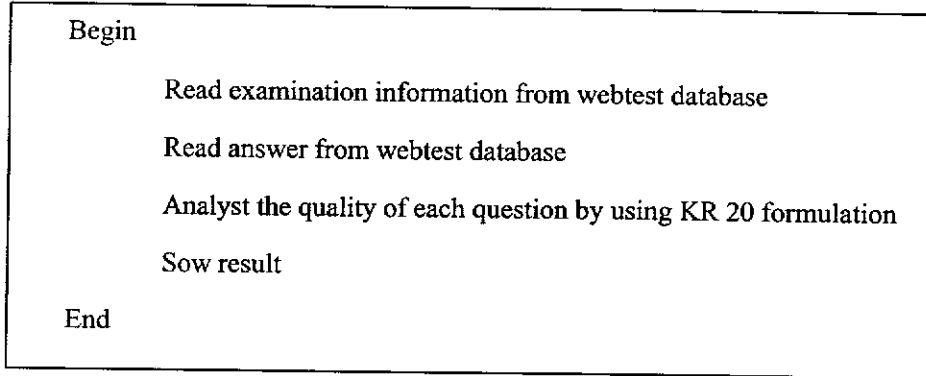 Begin
Read examination information from webtest database
Read answer from webtest database
Analyst the quality of each question by using KR 20 formulation
Sow result
End